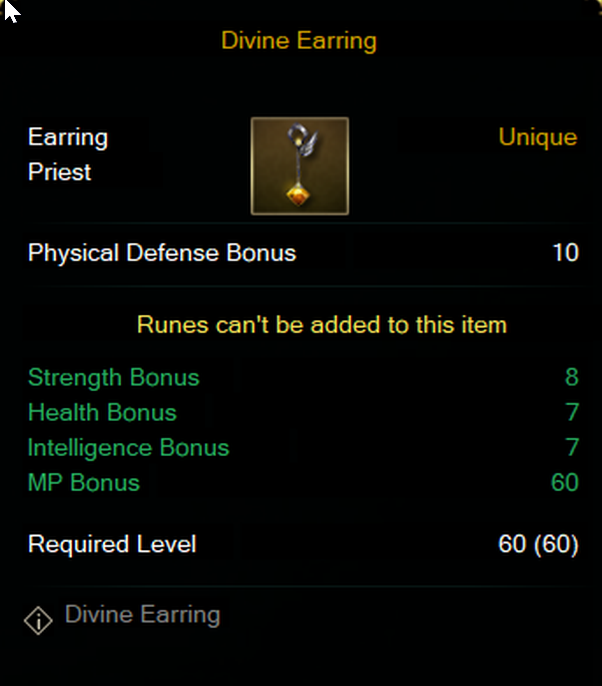 Divine Earring
Earring
Unique
Priest
Physical Defense Bonus 10
Runes can't be added to this item
Strength Bonus 8
Health Bonus 7
Intelligence Bonus 7
MP Bonus 60
Required Level 60 (60)
Divine Earring